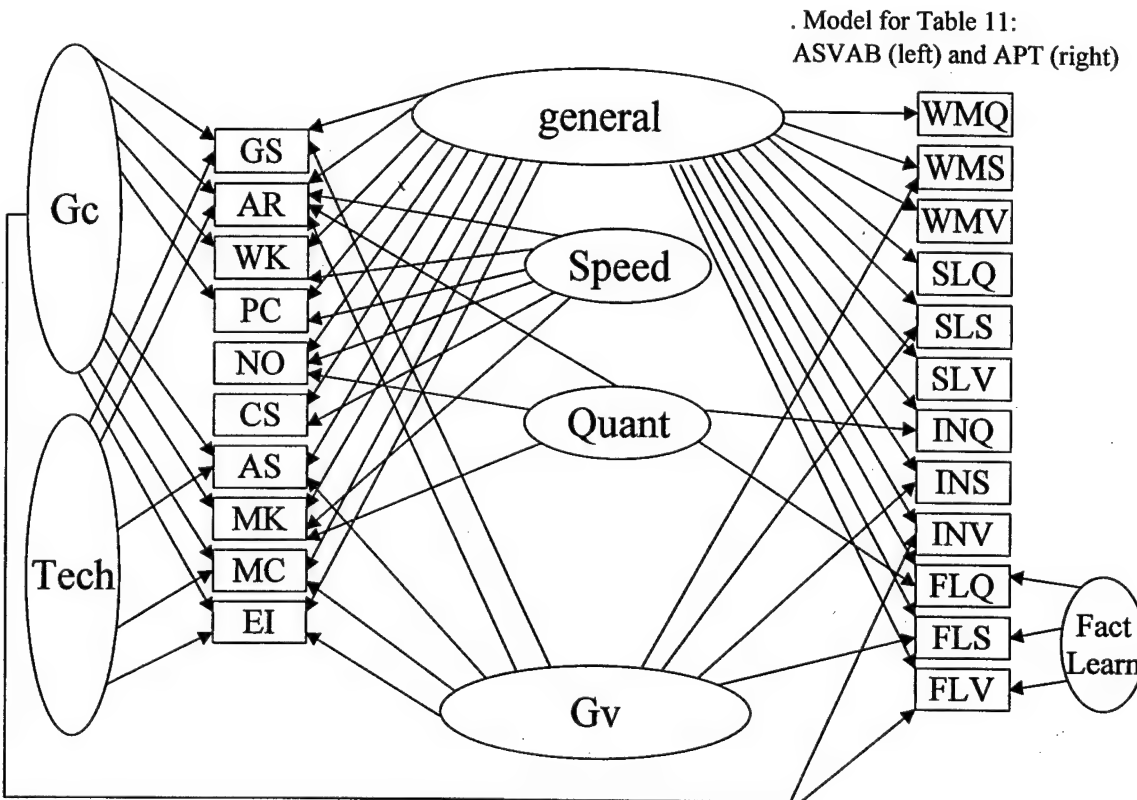 . Model for Table 11:
ASVAB (left) and APT (right)
general
Gc
Speed
Quant
Tech
Gv
GS
AR
WK
PC
NO
CS
AS
MK
MC
EI
WMQ
WMS
WMV
SLQ
SLS
SLV
INQ
INS
INV
FLQ
FLS
FLV
Fact
Learn